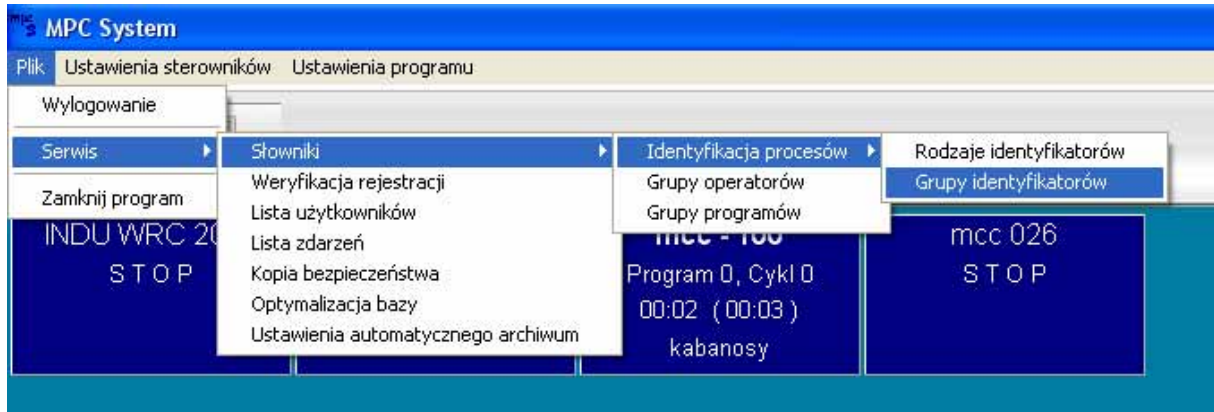 MPC System
Plik Ustawienia sterowników Ustawienia programu
Wylogowanie
Serwis
Zamknij program
Słowniki
Weryfikacja rejestracji
Lista użytkowników
Lista zdarzeń
Kopia bezpieczeństwa
Optymalizacja bazy
Ustawienia automatycznego archiwum
Identyfikacja procesów
Grupy operatorów
Grupy programów
Rodzaje identyfikatorów
Grupy identyfikatorów
INDU WRC
STOP
mcc - 100
Program 0, Cykl 0
00:02 ( 00:03 )
kabanosy
mcc 026
STOP